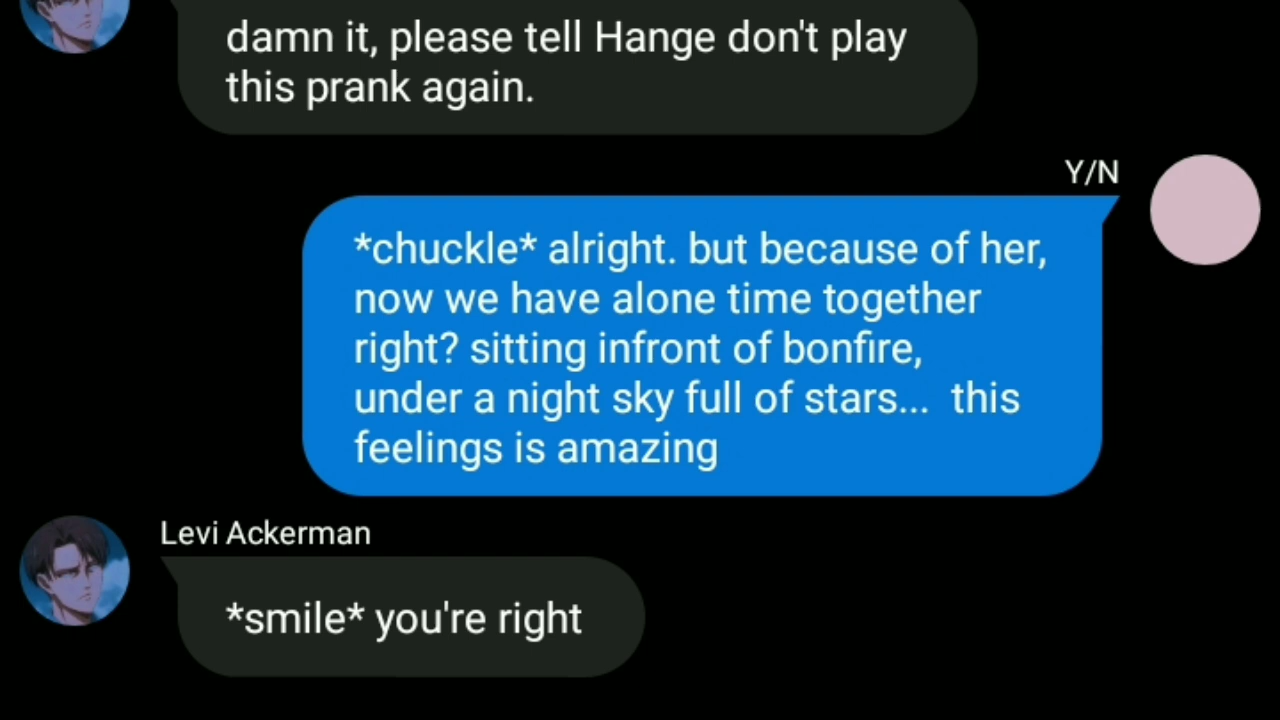 damn it, please tell Hange don't play
this prank again.
Y/N
*chuckle* alright. but because of her,
now we have alone time together
right? sitting infront of bonfire,
under a night sky full of stars...  this
feelings is amazing
Levi Ackerman
*smile* you're right